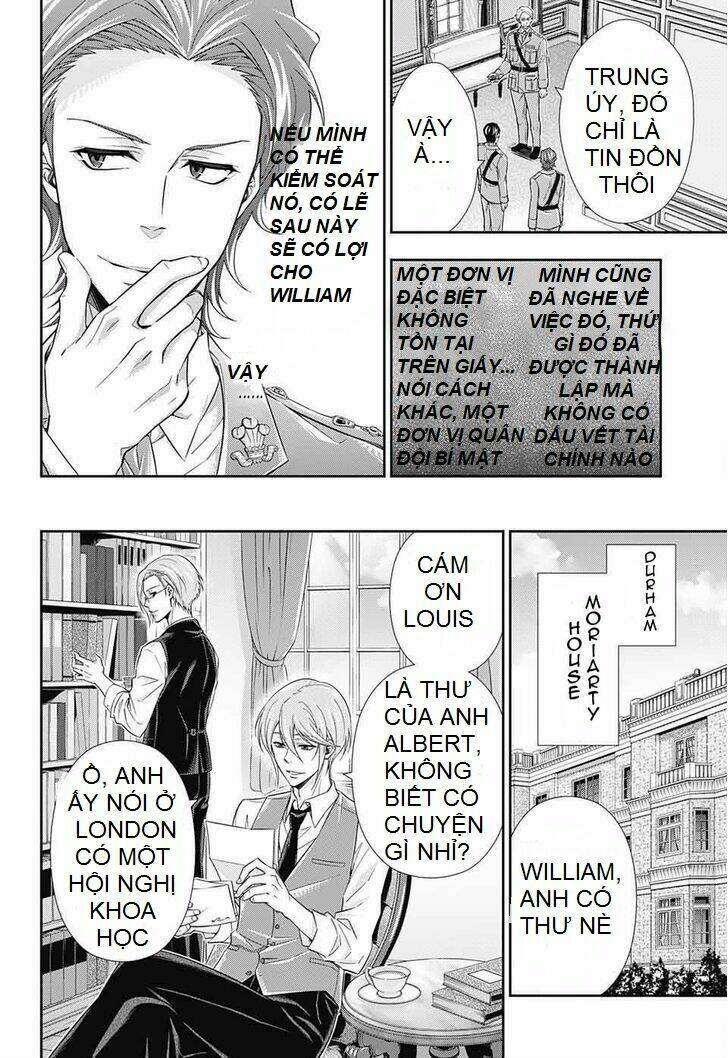 TRUNG
ÚY, ĐÓ
CHỈ LÀ
TIN ĐỒN
THÔI
VẬY
À...
MÌNH CŨNG
ĐÃ NGHE VỀ
VIỆC ĐÓ, THỨ
GÌ ĐÓ ĐÃ
ĐƯỢC THÀNH
LẬP MÀ
KHÔNG CÓ
DẤU VẾT TÀI
CHÍNH NÀO
MỘT ĐƠN VỊ
ĐẶC BIỆT
KHÔNG
TỒN TẠI
TRÊN GIẤY...
NÓI CÁCH
KHÁC, MỘT
ĐƠN VỊ QUÂN
ĐỘI BÍ MẬT
NẾU MÌNH
CÓ THỂ
KIỂM SOÁT
NÓ, CÓ LẼ
SAU NÀY
SẼ CÓ LỢI
CHO
WILLIAM
VẬY
......
DURHAM
MORIARTY
HOUSE
WILLIAM,
ANH CÓ
THƯ NÈ
CÁM
ƠN
LOUIS
LÀ THƯ
CỦA ANH
ALBERT,
KHÔNG
BIẾT CÓ
CHUYỆN
GÌ NHỈ?
Ồ, ANH
ẤY NÓI Ở
LONDON
CÓ MỘT
HỘI NGHỊ
KHOA
HỌC